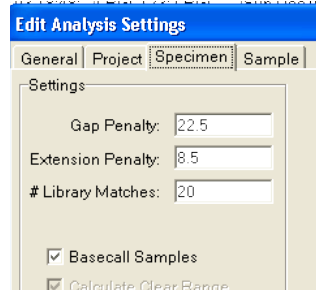 Edit Analysis Settings
General Project Specimen Sample
Settings
Gap Penalty: 22.5
Extension Penalty: 8.5
# Library Matches: 20
Basecall Samples
Calculate Clear Range